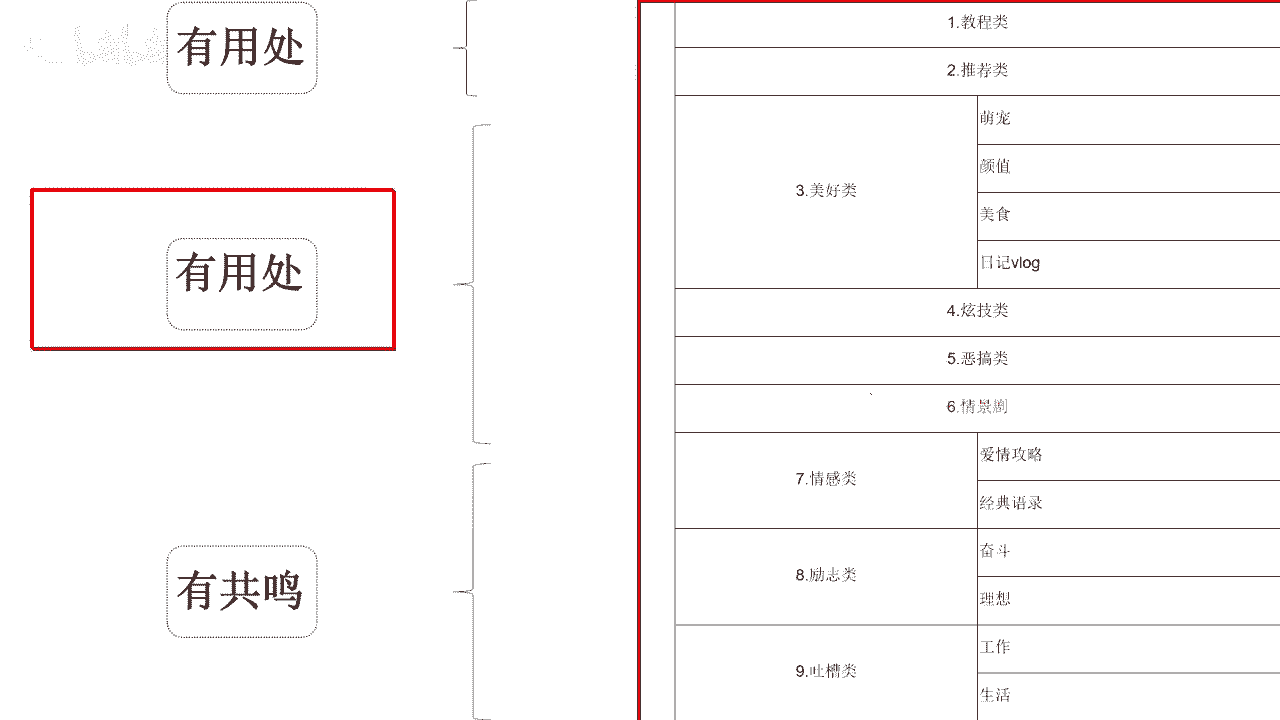 有用处
有用处
有共鸣
1.教程类
2.推荐类
3.美好类
萌宠
颜值
美食
日记vlog
4.炫技类
5.恶搞类
6.情景剧
7.情感类
爱情攻略
经典语录
8.励志类
奋斗
理想
9.吐槽类
工作
生活